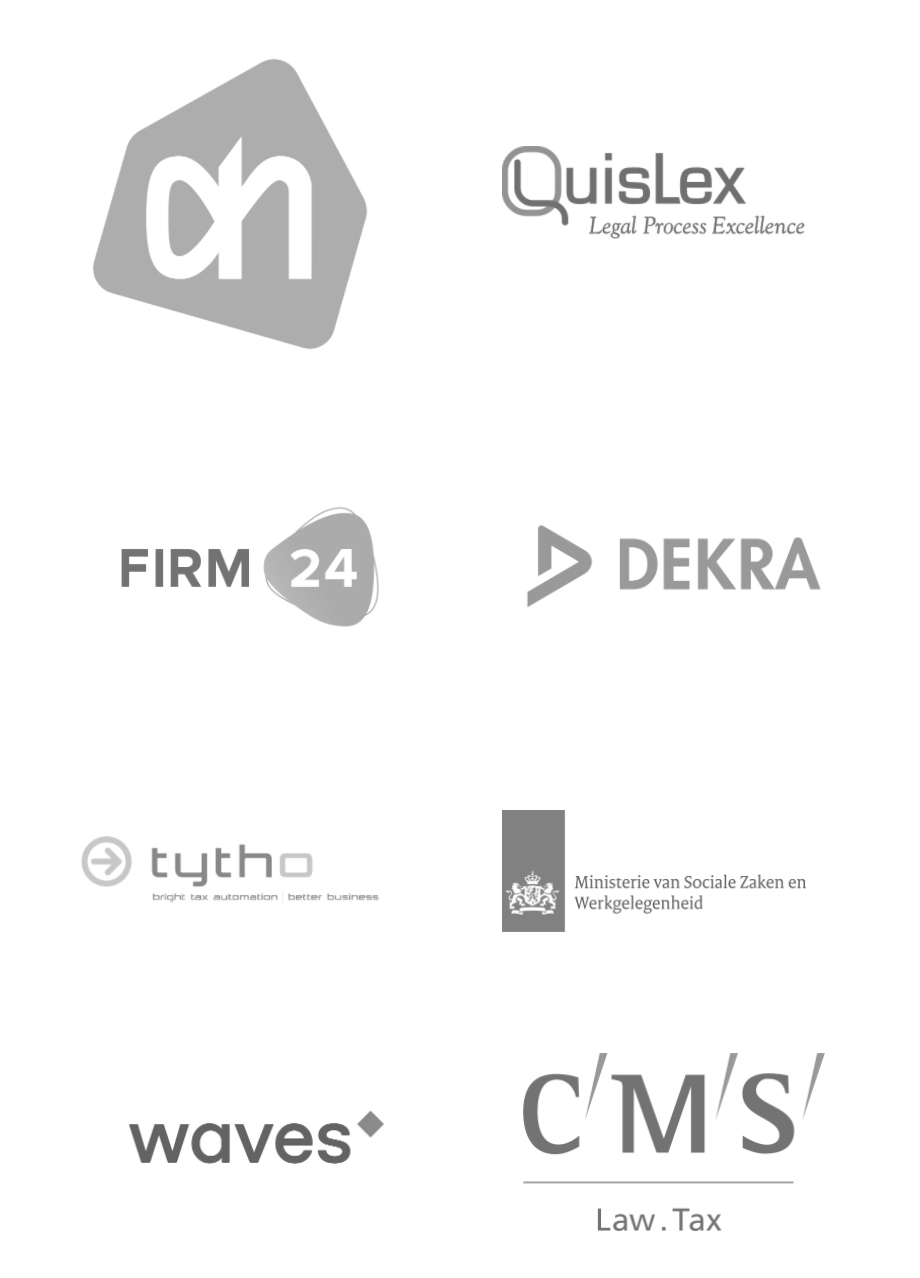 ah
QuisLex
Legal Process Excellence
FIRM 24
DEKRA
tytho
bright tax automation | better business
Ministerie van Sociale Zaken en
Werkgelegenheid
waves
C'M'S'
Law.Tax